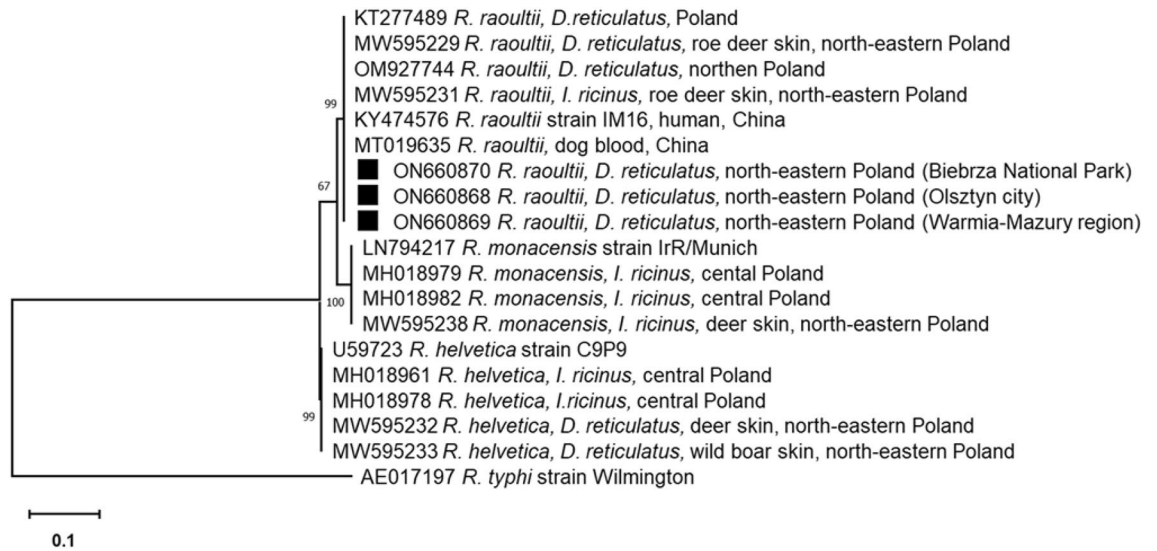 KT277489 R. raoultii, D.reticulatus, Poland
MW595229 R. raoultii, D. reticulatus, roe deer skin, north-eastern Poland
OM927744 R. raoultii, D. reticulatus, northen Poland
MW595231 R. raoultii, I. ricinus, roe deer skin, north-eastern Poland
99
KY474576 R. raoultii strain IM16, human, China
MT019635 R. raoultii, dog blood, China
ON660870 R. raoultii, D. reticulatus, north-eastern Poland (Biebrza National Park)
67
ON660868 R. raoultii, D. reticulatus, north-eastern Poland (Olsztyn city)
ON660869 R. raoultii, D. reticulatus, north-eastern Poland (Warmia-Mazury region)
LN794217 R. monacensis strain IrR/Munich
MH018979 R. monacensis, I. ricinus, cental Poland
MH018982 R. monacensis, I. ricinus, central Poland
100
MW595238 R. monacensis, I. ricinus, deer skin, north-eastern Poland
U59723 R. helvetica strain C9P9
MH018961 R. helvetica, I. ricinus, central Poland
MH018978 R. helvetica, I.ricinus, central Poland
99
MW595232 R. helvetica, D. reticulatus, deer skin, north-eastern Poland
MW595233 R. helvetica, D. reticulatus, wild boar skin, north-eastern Poland
AE017197 R. typhi strain Wilmington
0.1